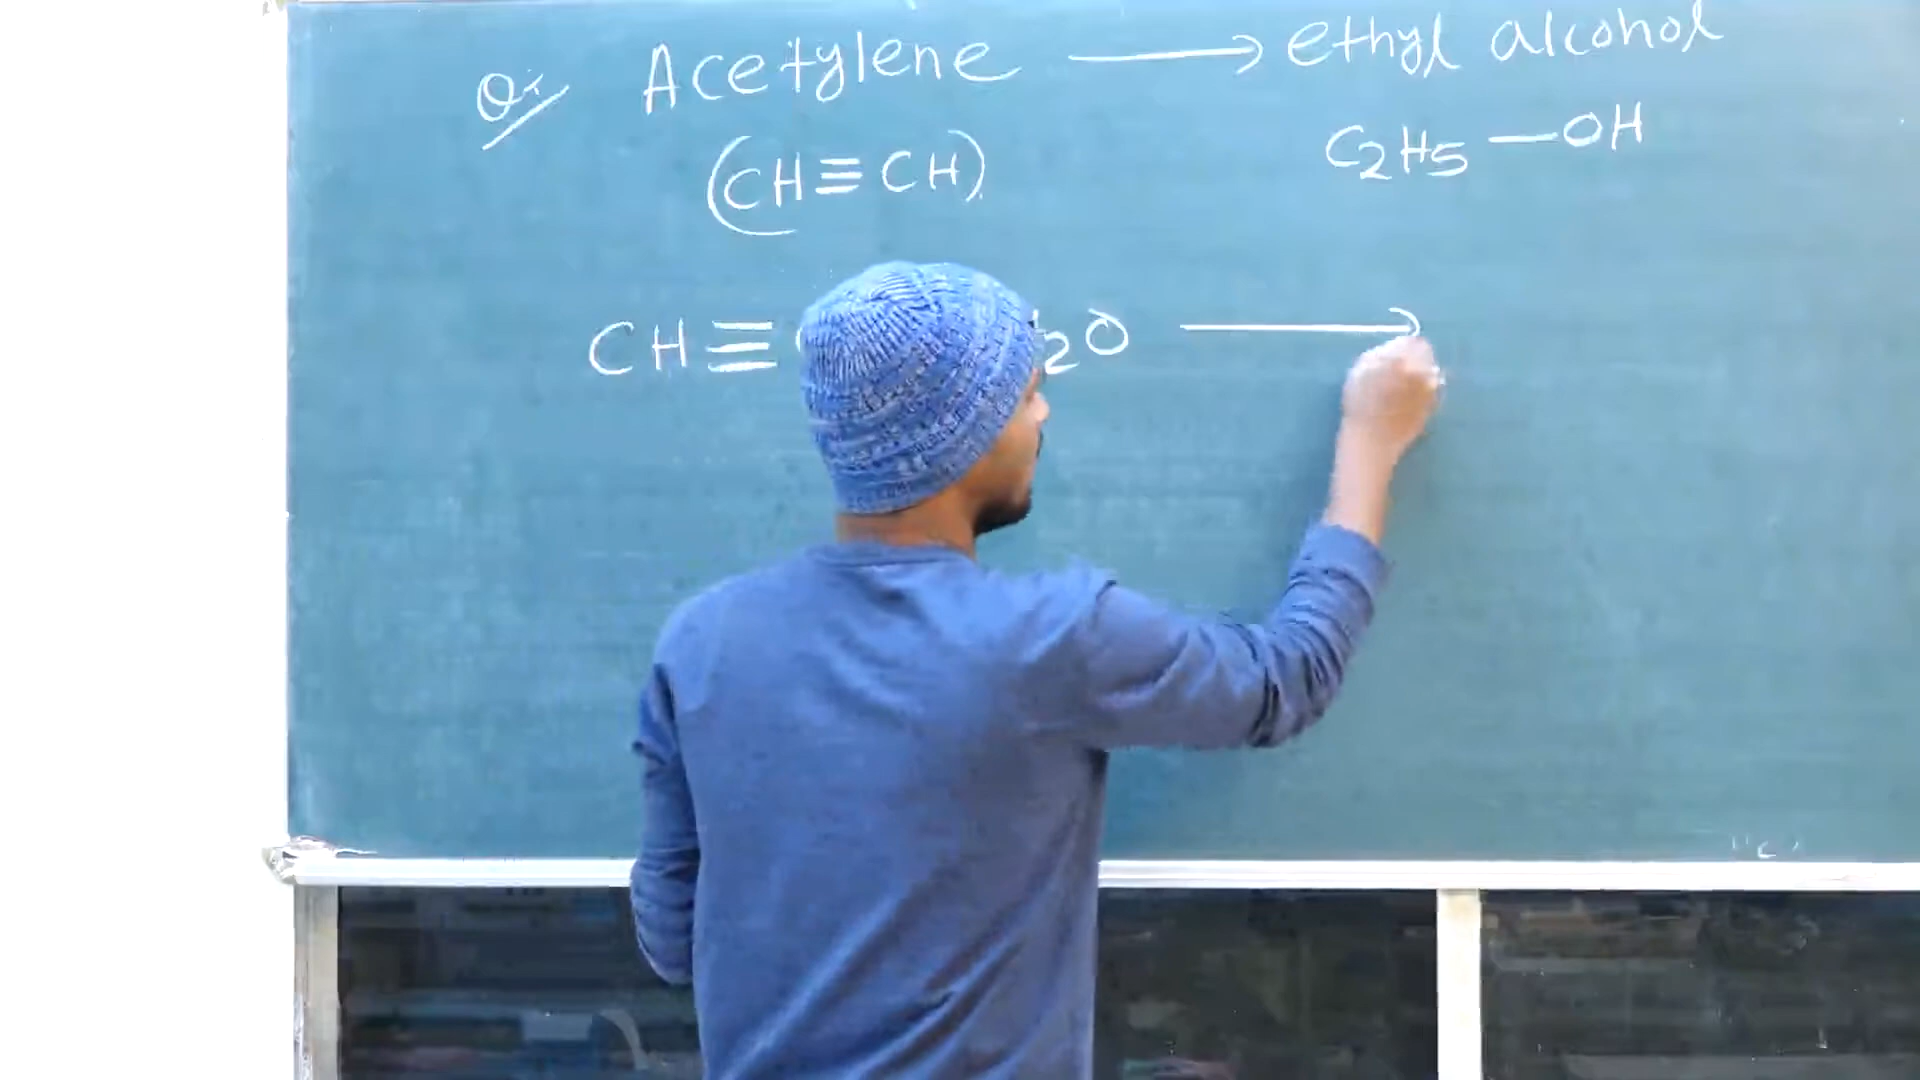 Q: Acetylene → ethyl alcohol
(CH≡CH) C2H5—OH
CH≡ 2O →